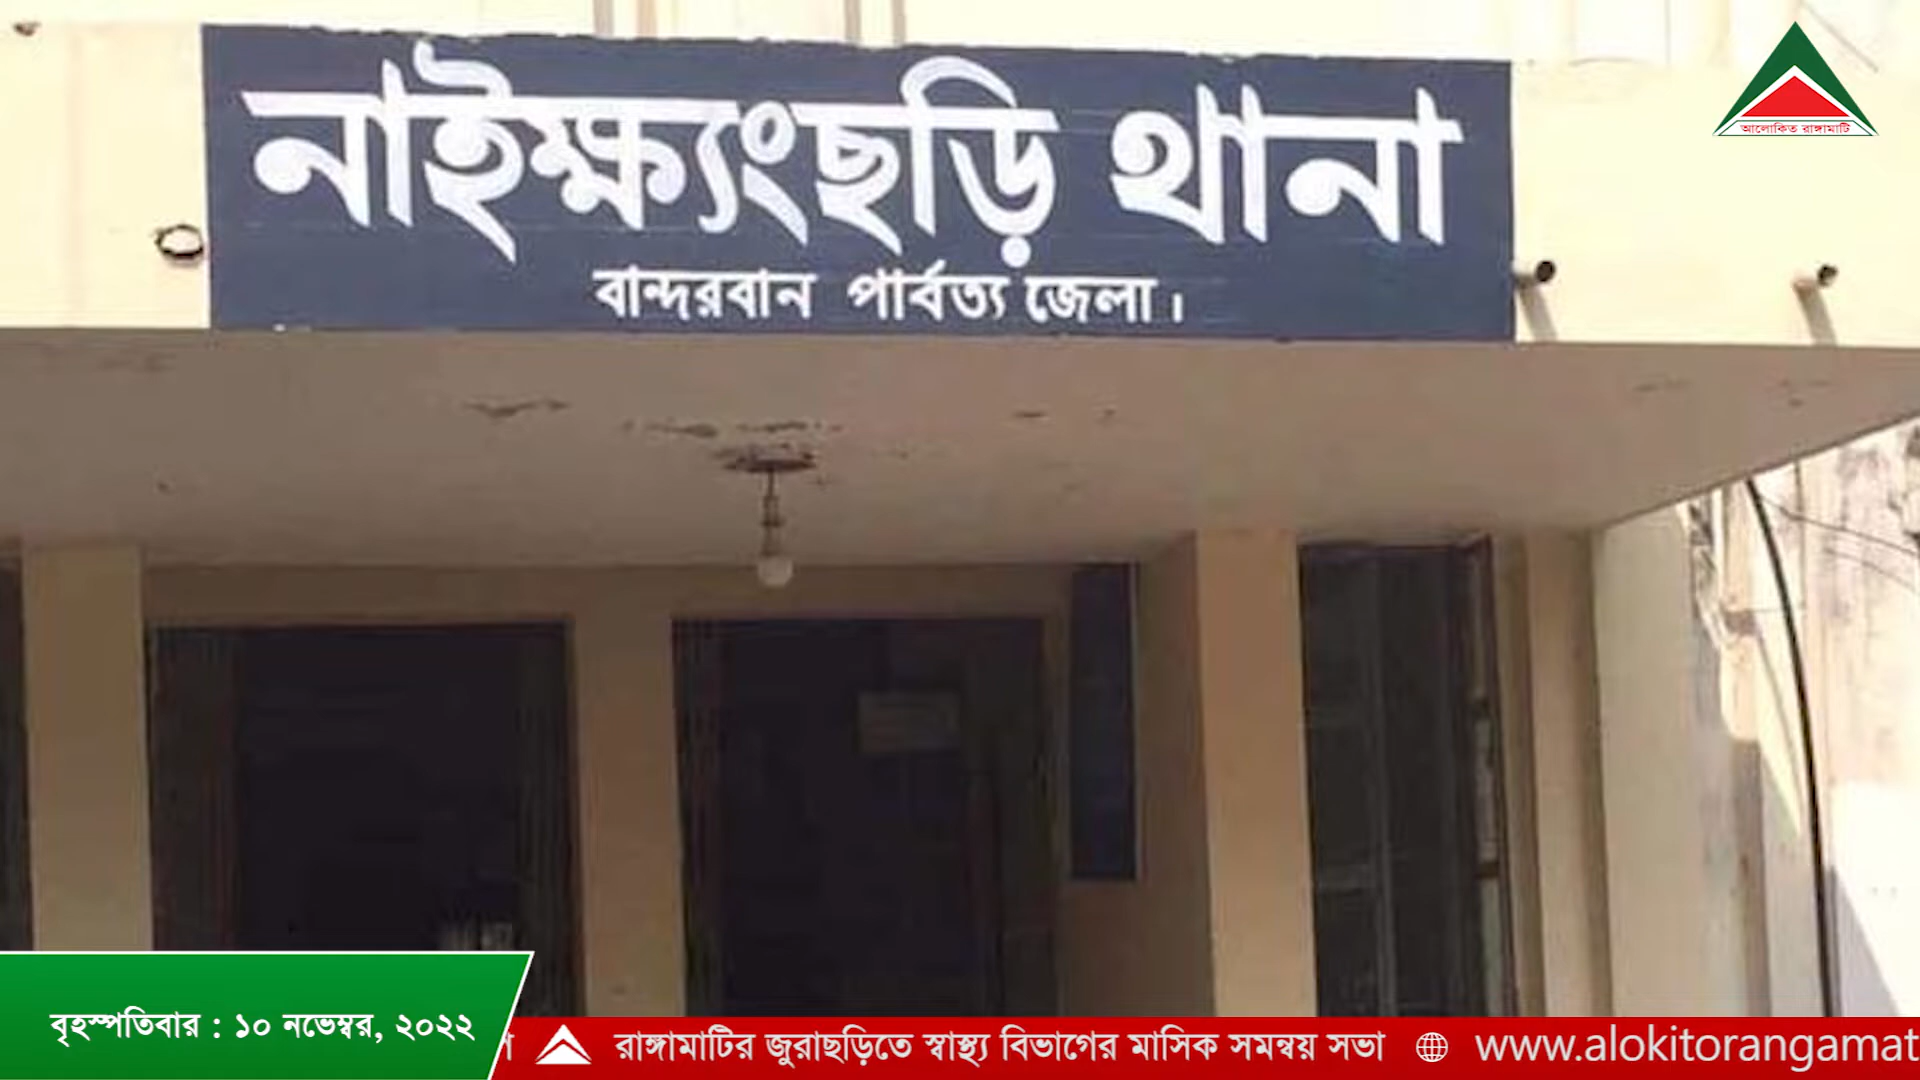 আলোকিত রাঙ্গামাটি
নাইক্ষ্যংছড়ি থানা
বান্দরবান পার্বত্য জেলা।
বৃহস্পতিবার : ১০ নভেম্বর, ২০২২
রাঙ্গামাটির জুরাছড়িতে স্বাস্থ্য বিভাগের মাসিক সমন্বয় সভা
www.alokitorangamat